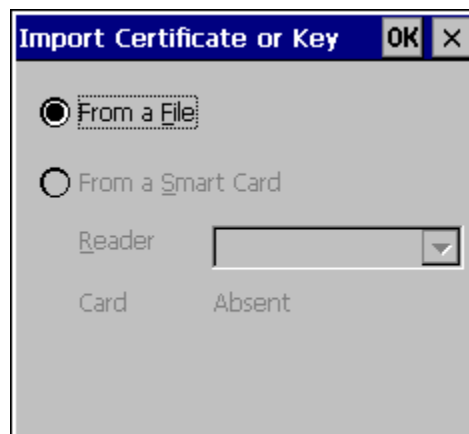 Import Certificate or Key OK ×
From a File
From a Smart Card
Reader
Card Absent